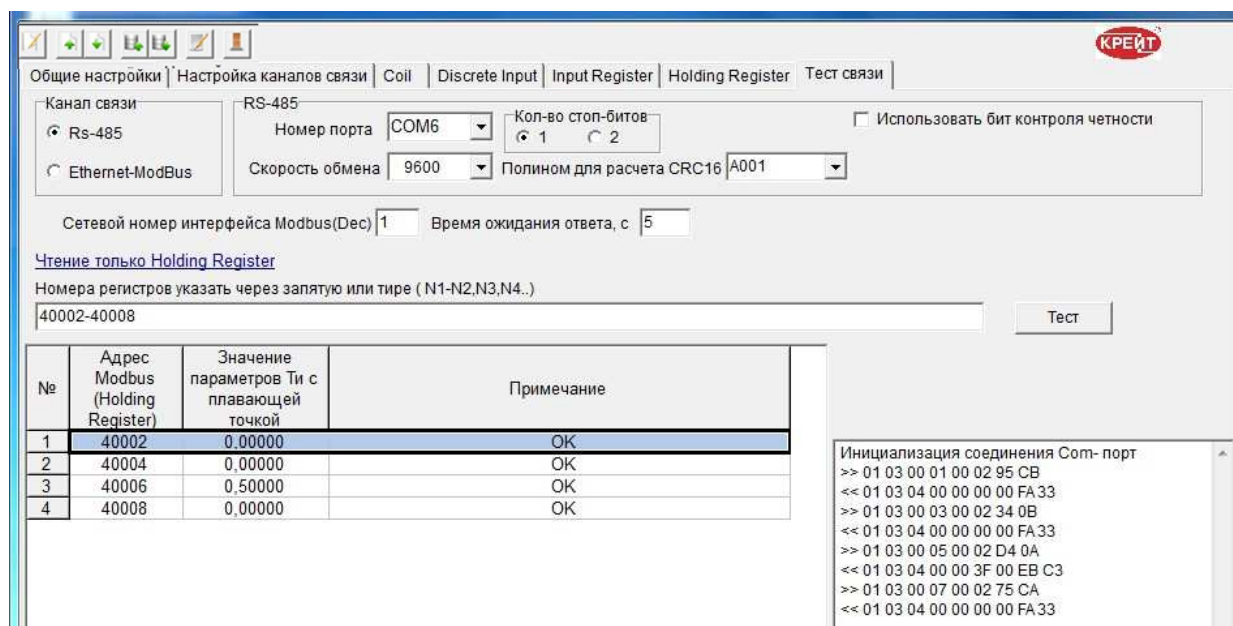 КРЕЙТ
Общие настройки Настройка каналов связи Coil Discrete Input Input Register Holding Register Тест связи
Канал связи
Rs-485
Ethernet-ModBus
RS-485
Номер порта COM6
Кол-во стоп-битов
1 2
Использовать бит контроля четности
Скорость обмена 9600 Полином для расчета CRC16 A001
Сетевой номер интерфейса Modbus(Dec) 1 Время ожидания ответа, с 5
Чтение только Holding Register
Номера регистров указать через запятую или тире ( N1-N2,N3,N4..)
40002-40008 Тест
№ Адрес Modbus (Holding Register) Значение параметров Ти с плавающей точкой Примечание
1 40002 0,00000 OK
2 40004 0,00000 OK
3 40006 0,50000 OK
4 40008 0,00000 OK
Инициализация соединения Com- порт
>> 01 03 00 01 00 02 95 CB
<< 01 03 04 00 00 00 00 FA 33
>> 01 03 00 03 00 02 34 0B
<< 01 03 04 00 00 00 00 FA 33
>> 01 03 00 05 00 02 D4 0A
<< 01 03 04 00 00 3F 00 EB C3
>> 01 03 00 07 00 02 75 CA
<< 01 03 04 00 00 00 00 FA 33